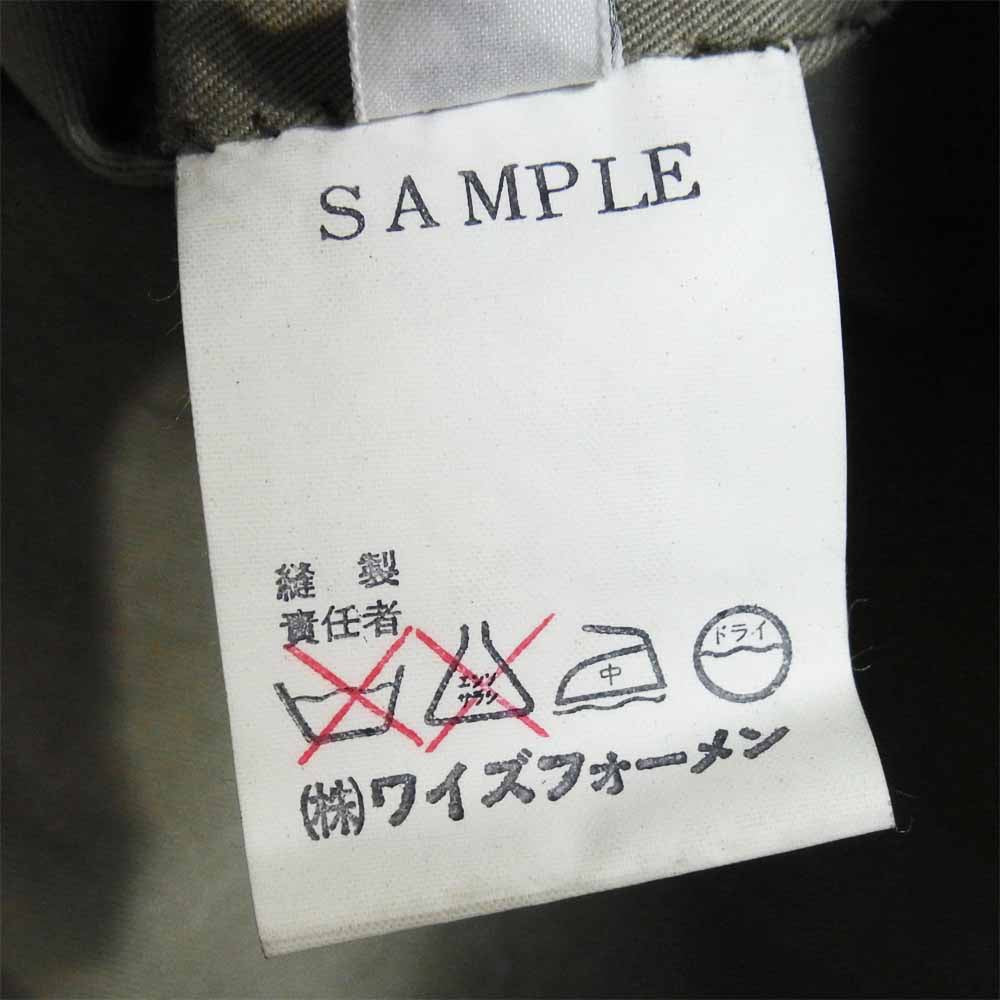 SAMPLE
縫 製
責任者
エンソ
サラシ
中
ドライ
(株)ワイズフォーメン